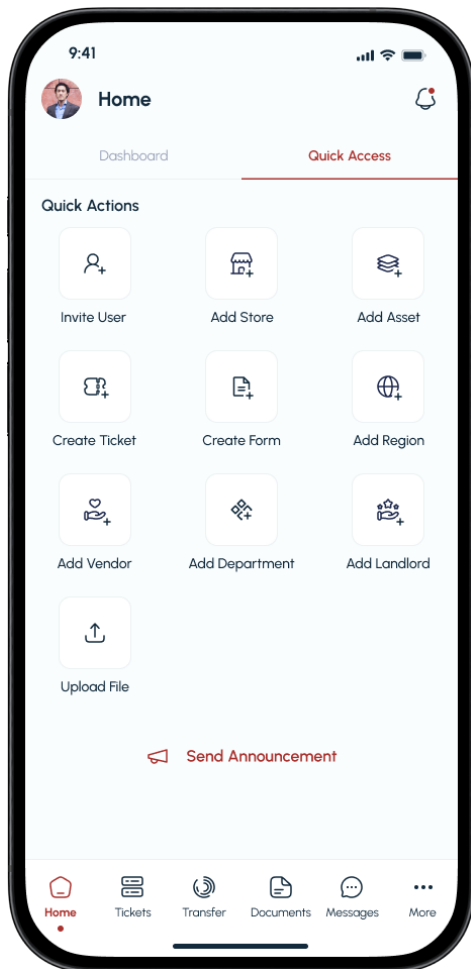 9:41
Home
Dashboard Quick Access
Quick Actions
Invite User Add Store Add Asset
Create Ticket Create Form Add Region
Add Vendor Add Department Add Landlord
Upload File
Send Announcement
Home Tickets Transfer Documents Messages More